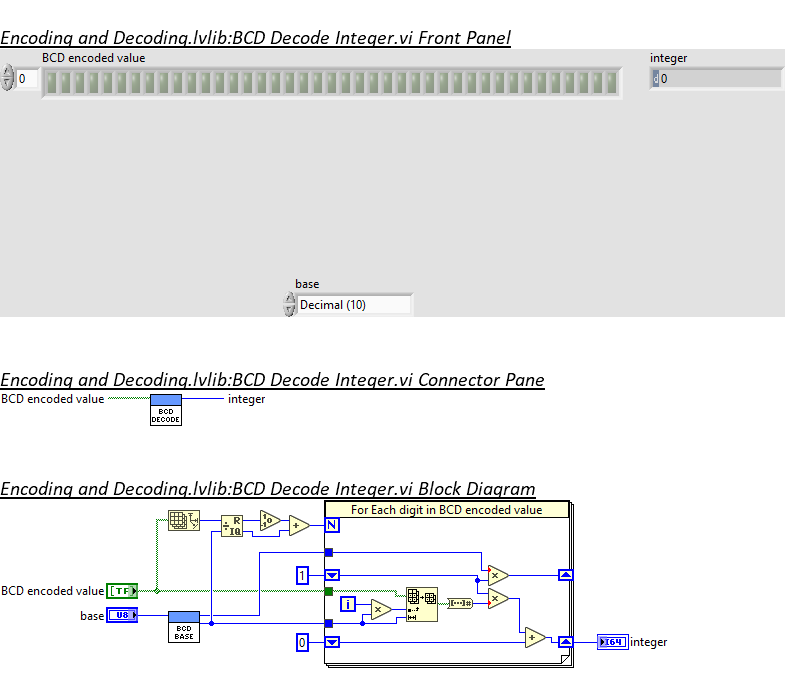 Encoding and Decoding.lvlib:BCD Decode Integer.vi Front Panel
BCD encoded value
integer
0
d 0
base
Decimal (10)
Encoding and Decoding.lvlib:BCD Decode Integer.vi Connector Pane
BCD encoded value
integer
BCD
DECODE
Encoding and Decoding.lvlib:BCD Decode Integer.vi Block Diagram
For Each digit in BCD encoded value
R
IQ
N
1
BCD encoded value
TF
i
base
U8
BCD
BASE
0
I64
integer